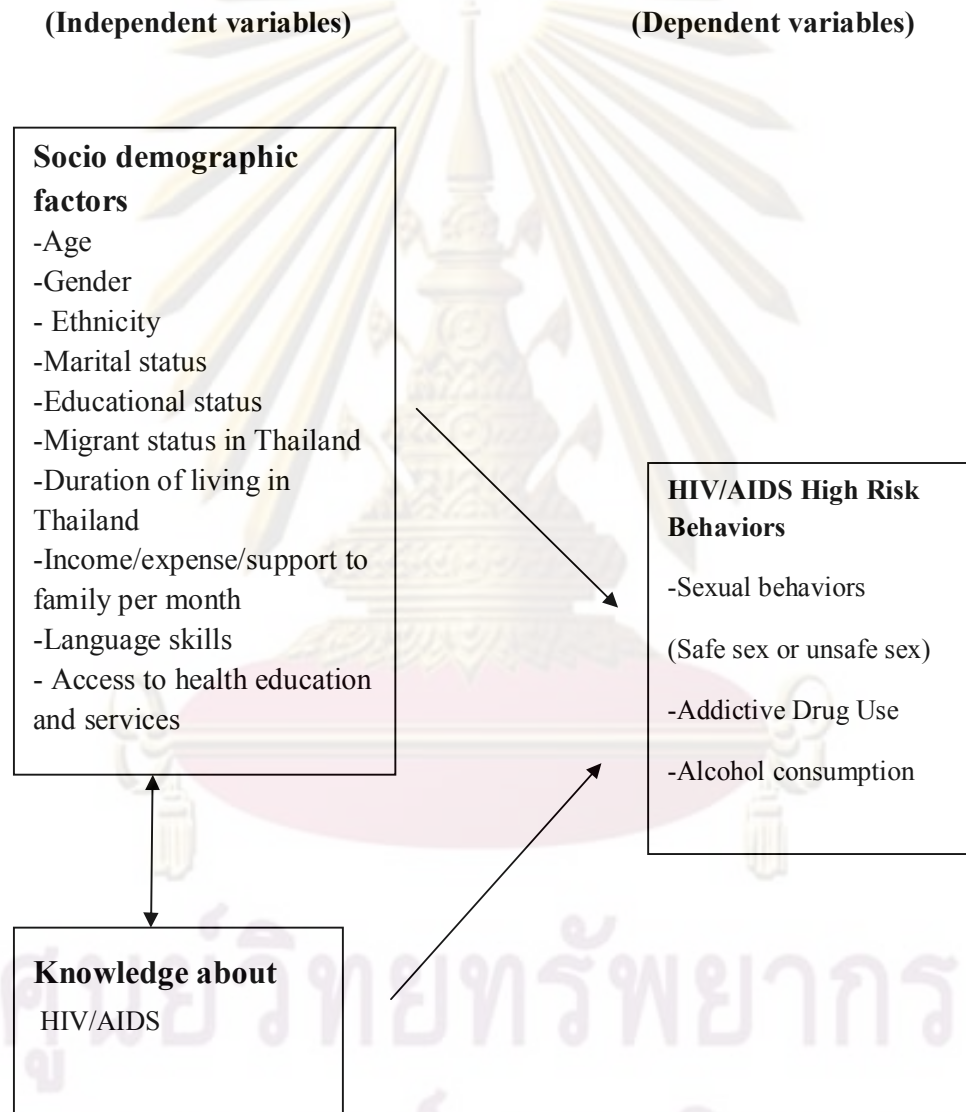 (Independent variables)
(Dependent variables)
Socio demographic
factors
-Age
-Gender
- Ethnicity
-Marital status
-Educational status
-Migrant status in Thailand
-Duration of living in
Thailand
-Income/expense/support to
family per month
-Language skills
- Access to health education
and services
HIV/AIDS High Risk
Behaviors
-Sexual behaviors
(Safe sex or unsafe sex)
-Addictive Drug Use
-Alcohol consumption
Knowledge about
HIV/AIDS
ศูนย์วิทยทรัพยากร